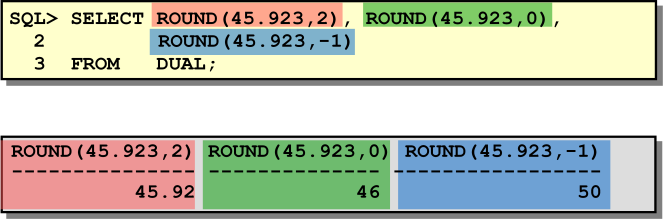 SQL> SELECT ROUND(45.923,2), ROUND(45.923,0),
2 ROUND(45.923,-1)
3 FROM DUAL;
ROUND(45.923,2) ROUND(45.923,0) ROUND(45.923,-1)
--------------- -------------- -----------------
45.92 46 50